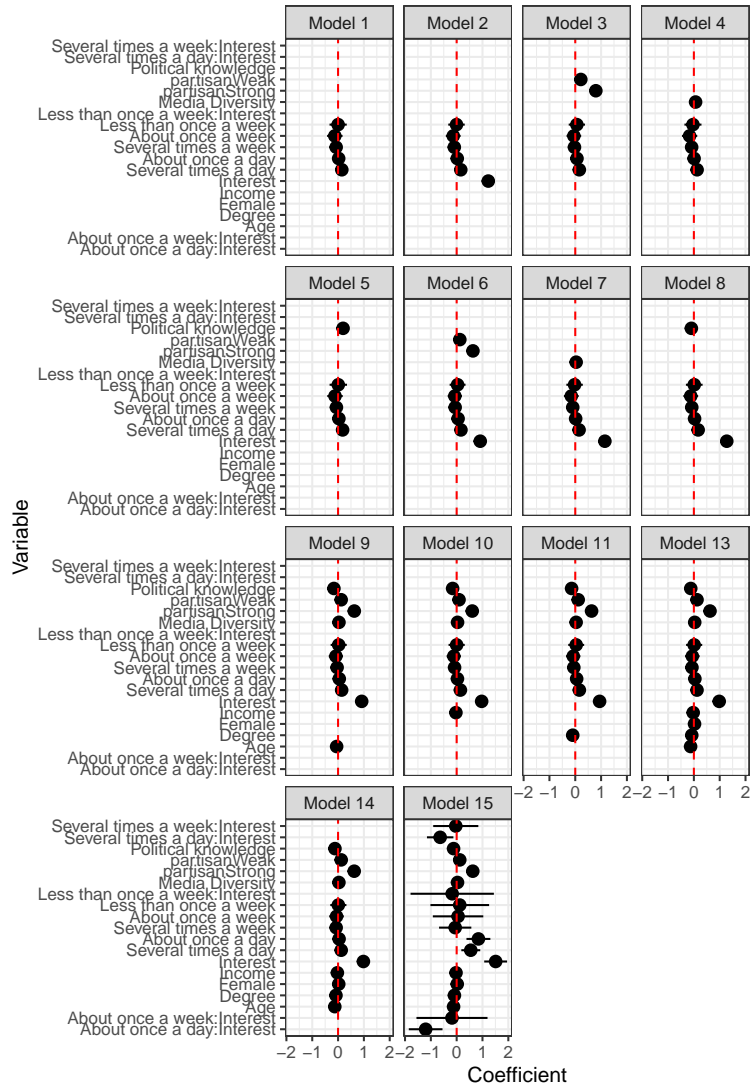 Model 1 Model 2 Model 3 Model 4
Several times a week:Interest
Several times a day:Interest
Political knowledge
partisanWeak
partisanStrong
Media Diversity
Less than once a week:Interest
Less than once a week
About once a week
Several times a week
About once a day
Several times a day
Interest
Income
Female
Degree
Age
About once a week:Interest
About once a day:Interest
Model 5 Model 6 Model 7 Model 8
Several times a week:Interest
Several times a day:Interest
Political knowledge
partisanWeak
partisanStrong
Media Diversity
Less than once a week:Interest
Less than once a week
About once a week
Several times a week
About once a day
Several times a day
Interest
Income
Female
Degree
Age
About once a week:Interest
About once a day:Interest
Variable
Model 9 Model 10 Model 11 Model 13
Several times a week:Interest
Several times a day:Interest
Political knowledge
partisanWeak
partisanStrong
Media Diversity
Less than once a week:Interest
Less than once a week
About once a week
Several times a week
About once a day
Several times a day
Interest
Income
Female
Degree
Age
About once a week:Interest
About once a day:Interest
−2 −1 0 1 2 −2 −1 0 1 2
Model 14 Model 15
Several times a week:Interest
Several times a day:Interest
Political knowledge
partisanWeak
partisanStrong
Media Diversity
Less than once a week:Interest
Less than once a week
About once a week
Several times a week
About once a day
Several times a day
Interest
Income
Female
Degree
Age
About once a week:Interest
About once a day:Interest
−2 −1 0 1 2 −2 −1 0 1 2
Coefficient